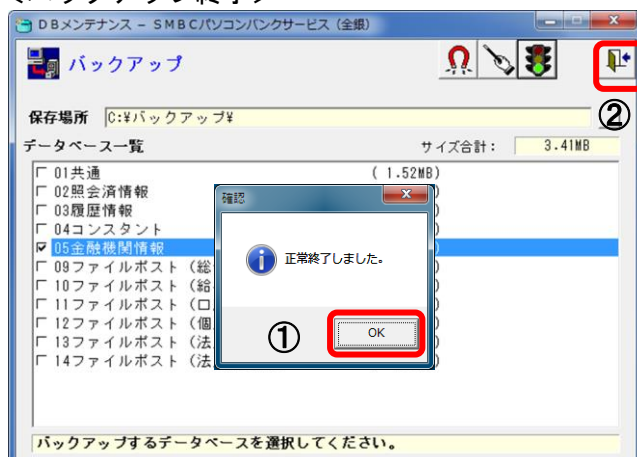 DBメンテナンス － SMBCパソコンバンクサービス（全銀）
バックアップ
保存場所 C:¥バックアップ¥
②
データベース一覧 サイズ合計： 3.41MB
01共通 ( 1.52MB)
02照会済情報 )
03履歴情報 )
04コンスタント )
05金融機関情報 )
09ファイルポスト（総 )
10ファイルポスト（給 )
11ファイルポスト（口 )
12ファイルポスト（個 )
13ファイルポスト（法 )
14ファイルポスト（法 )
確認
正常終了しました。
① OK
バックアップするデータベースを選択してください。